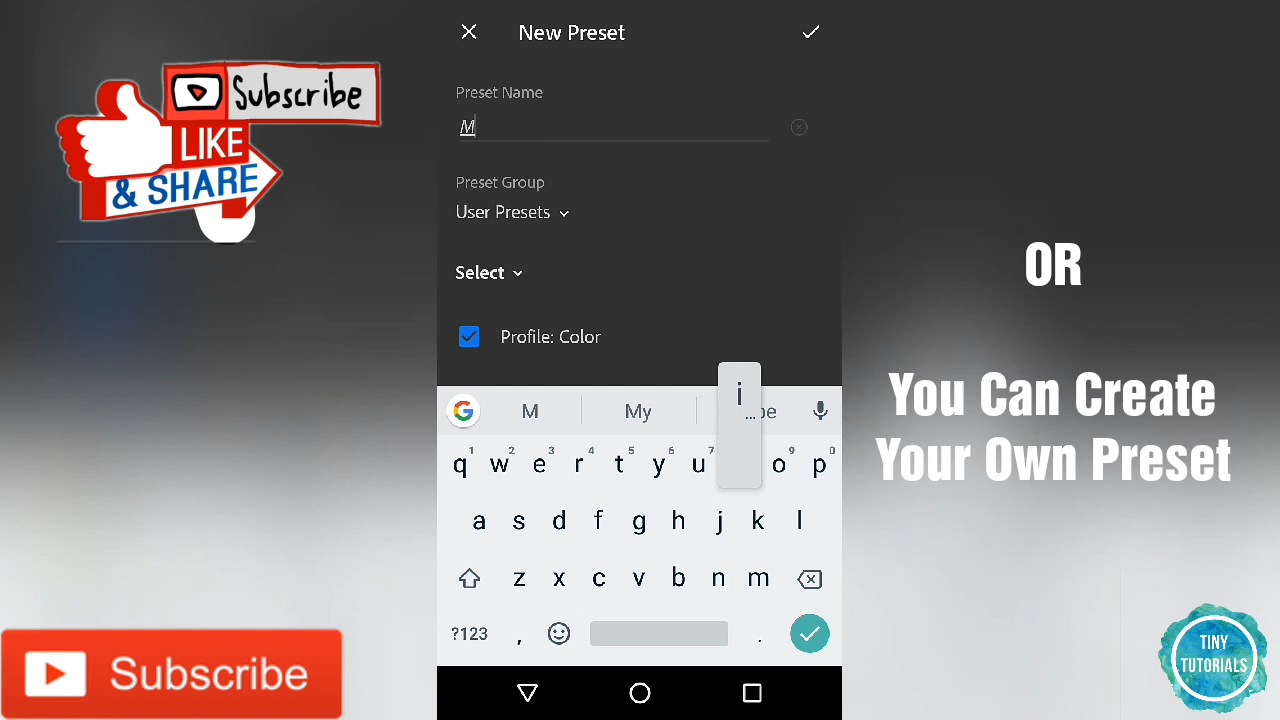 Subscribe
LIKE
& SHARE
New Preset
Preset Name
M
Preset Group
User Presets
Select
Profile: Color
i
...
M
My
be
1 2 3 4 5 6 7 9 0
q w e r t y u o p
a s d f g h j k l
z x c v b n m
?123 , .
OR
You Can Create
Your Own Preset
Subscribe
TINY
TUTORIALS